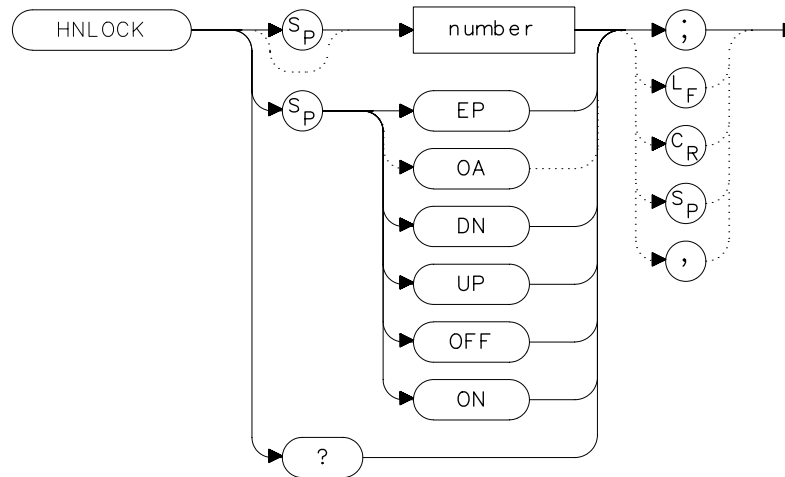 HNLOCK SP number ;
LF
SP EP
CR
OA
SP
DN
,
UP
OFF
ON
?